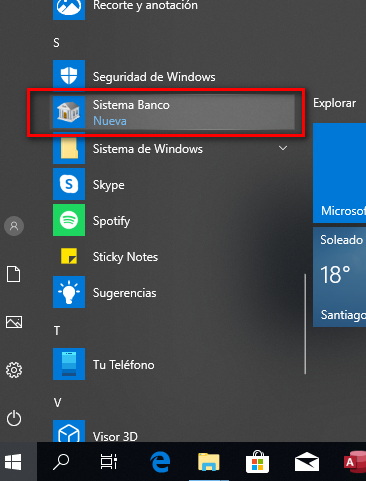 Recorte y anotación
S
Seguridad de Windows
Sistema Banco
Nueva
Sistema de Windows
Skype
Spotify
Sticky Notes
Sugerencias
T
Tu Teléfono
V
Visor 3D
Explorar
Microsof
Soleado
18°
Santiago